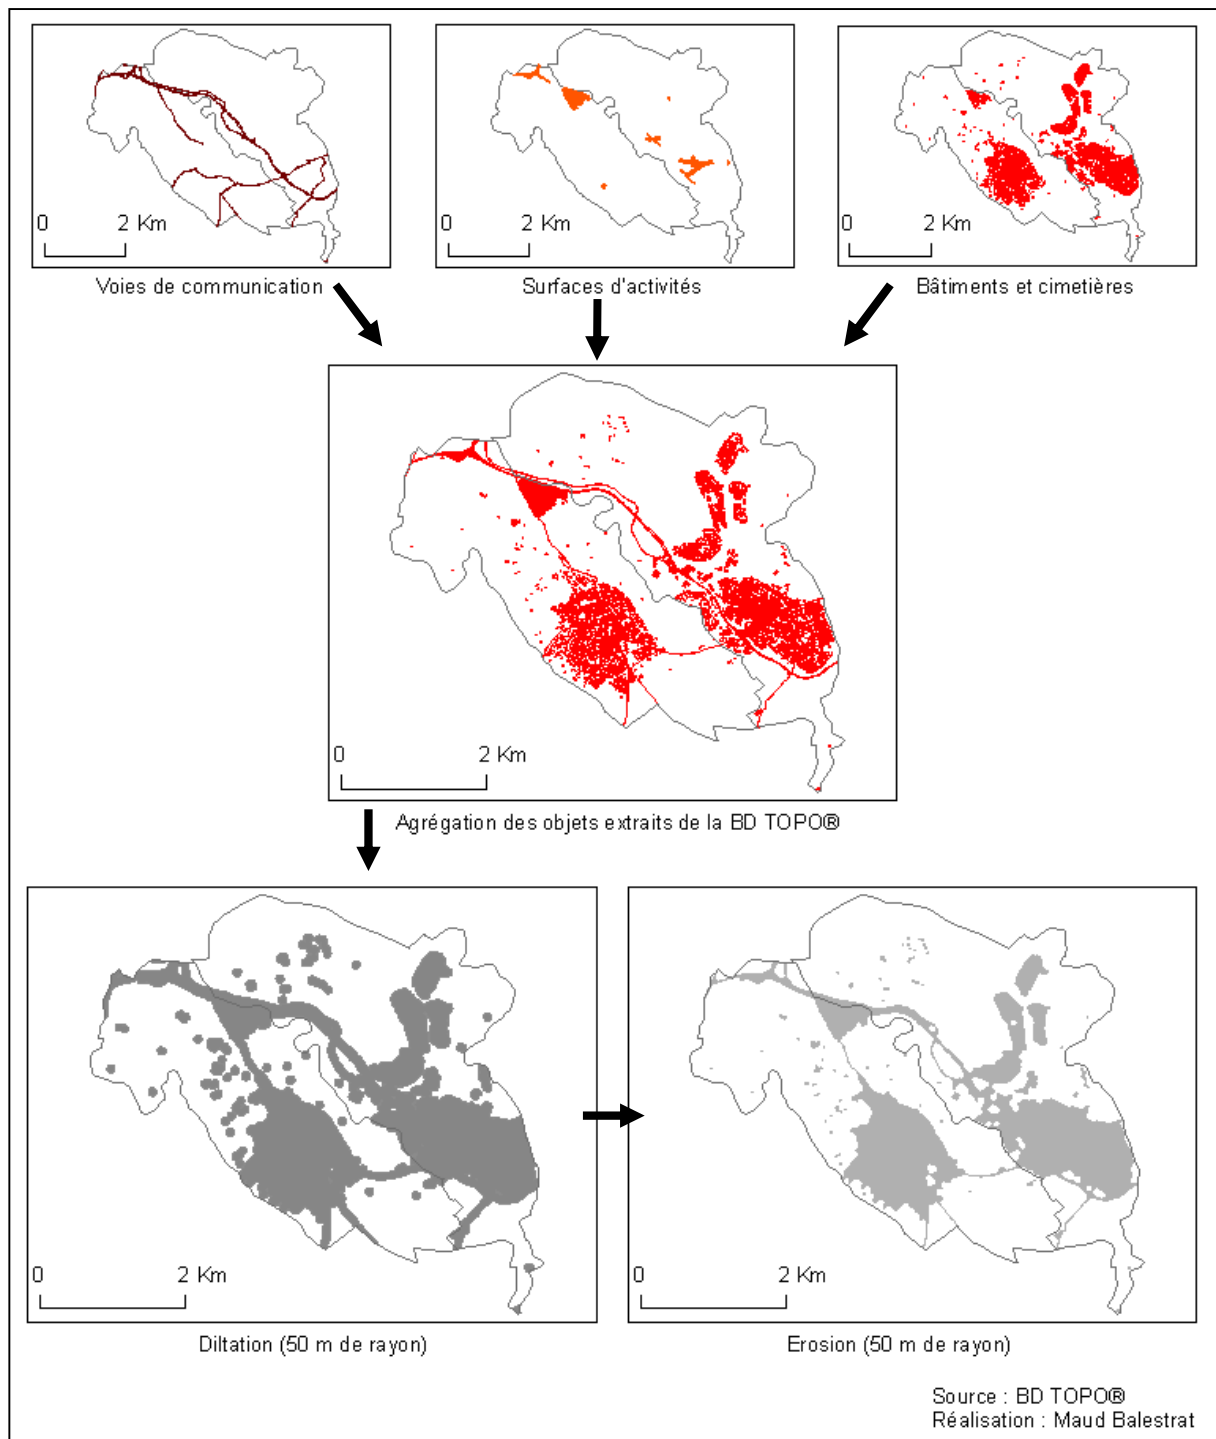 0 2 Km
0 2 Km
0 2 Km
Voies de communication
Surfaces d'activités
Bâtiments et cimetières
0 2 Km
Agrégation des objets extraits de la BD TOPO®
0 2 Km
0 2 Km
Diltation (50 m de rayon)
Erosion (50 m de rayon)
Source : BD TOPO®
Réalisation : Maud Balestrat